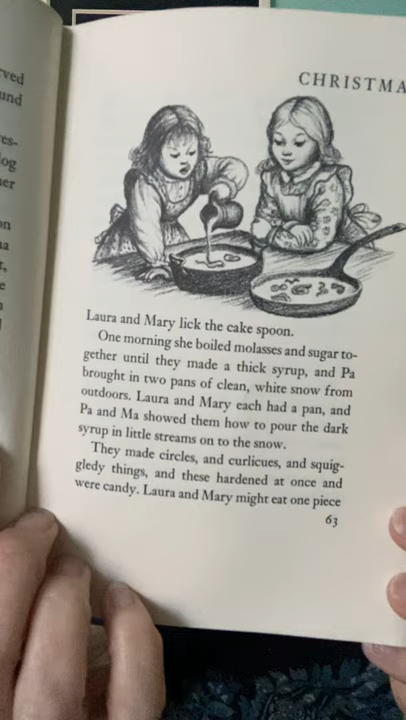 CHRISTMA
Laura and Mary lick the cake spoon.
One morning she boiled molasses and sugar to-
gether until they made a thick syrup, and Pa
brought in two pans of clean, white snow from
outdoors. Laura and Mary each had a pan, and
Pa and Ma showed them how to pour the dark
syrup in little streams on to the snow.
They made circles, and curlicues, and squig-
gledy things, and these hardened at once and
were candy. Laura and Mary might eat one piece
63